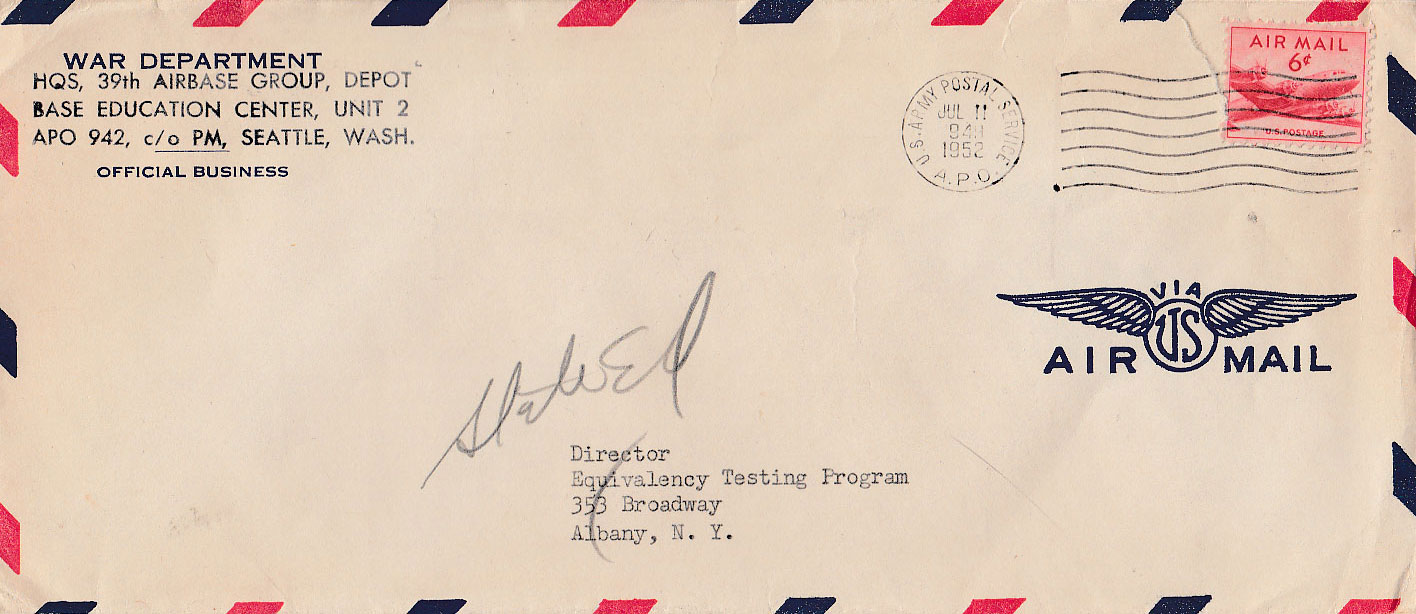 WAR DEPARTMENT
HQS, 39th AIRBASE GROUP, DEPOT
BASE EDUCATION CENTER, UNIT 2
APO 942, c/o PM, SEATTLE, WASH.
OFFICIAL BUSINESS
U.S. ARMY POSTAL SERVICE
JUL 11
1952
A.P.O.
AIR MAIL
6¢
U.S. POSTAGE
VIA
US
AIR MAIL
Director
Equivalency Testing Program
353 Broadway
Albany, N. Y.